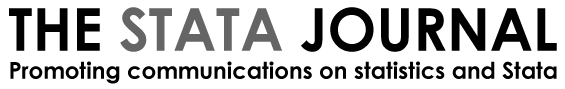 THE STATA JOURNAL
Promoting communications on statistics and Stata